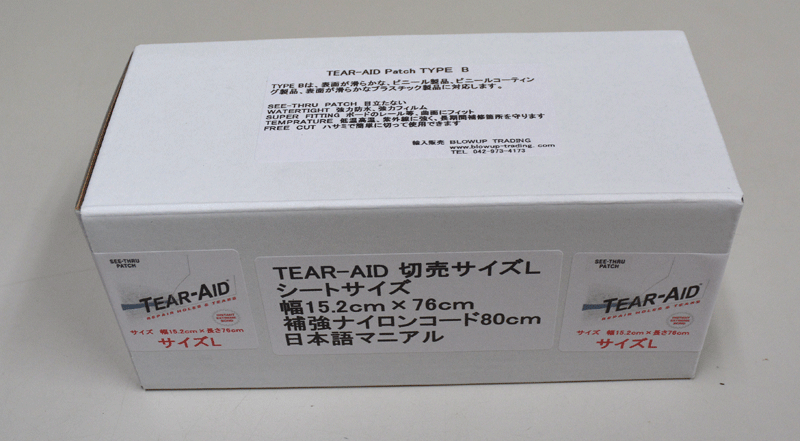 TEAR-AID Patch TYPE B
TYPE Bは、表面が滑らかな、ビニール製品、ビニールコーティン
グ製品、表面が滑らかなプラスチック製品に対応します。
SEE-THRU PATCH 目立たない
WATERTIGHT 強力防水、強力フィルム
SUPER FITTING ボードのレール等、曲面にフィット
TEMPRATURE 低温高温、紫外線に強く、長期間補修箇所を守ります
FREE CUT ハサミで簡単に切って使用できます
輸入販売 BLOWUP TRADING
www.blowup-trading.com
TEL 042-973-4173
SEE-THRU
PATCH
TEAR-AID
REPAIR HOLES & TEARS
サイズ 幅15.2cm×長さ76cm
サイズL
TEAR-AID 切売サイズL
シートサイズ
幅15.2cm×76cm
補強ナイロンコード80cm
日本語マニアル
SEE-THRU
PATCH
TEAR-AID
REPAIR HOLES & TEARS
サイズ 幅15.2cm×長さ76cm
サイズL